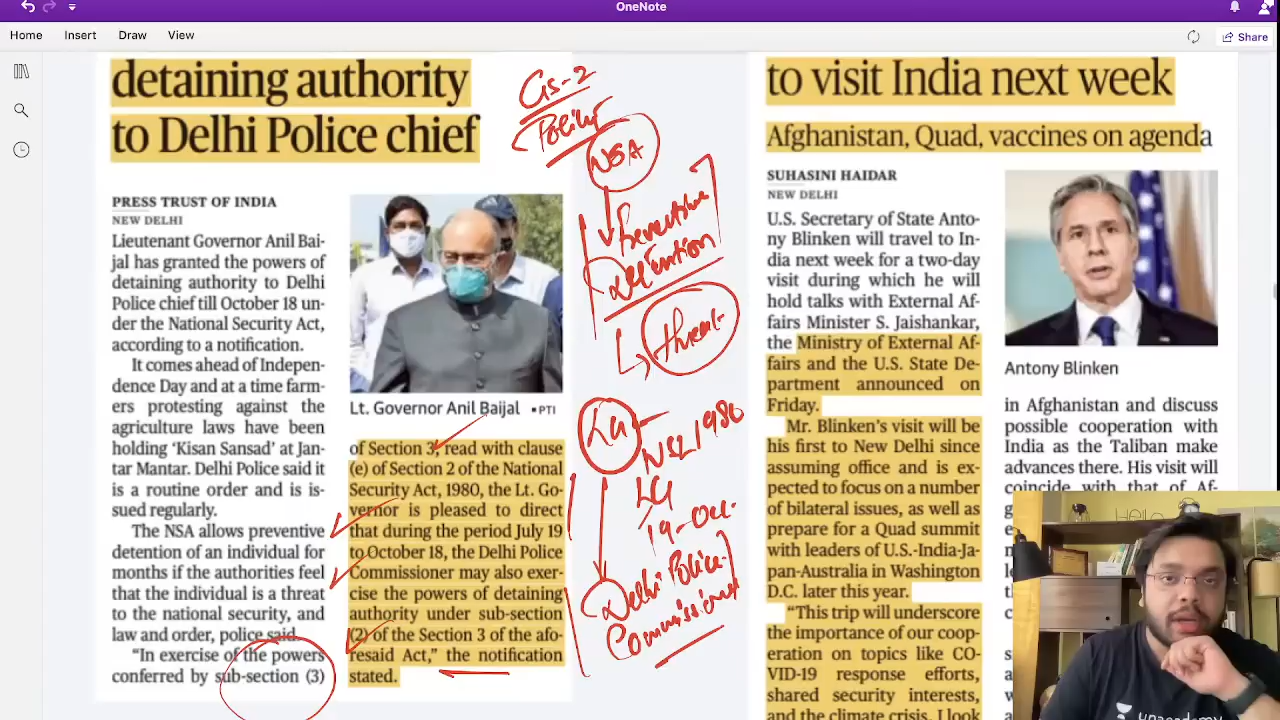 OneNote
Home Insert Draw View
Share
detaining authority
to Delhi Police chief
PRESS TRUST OF INDIA
NEW DELHI
Lieutenant Governor Anil Bai-
jal has granted the powers of
detaining authority to Delhi
Police chief till October 18 un-
der the National Security Act,
according to a notification.
It comes ahead of Indepen-
dence Day and at a time farm-
ers protesting against the
agriculture laws have been
holding ‘Kisan Sansad’ at Jan-
tar Mantar. Delhi Police said it
is a routine order and is is-
sued regularly.
The NSA allows preventive
detention of an individual for
months if the authorities feel
that the individual is a threat
to the national security, and
law and order, police said.
“In exercise of the powers
conferred by sub-section (3)
Lt. Governor Anil Baijal •PTI
of Section 3, read with clause
(e) of Section 2 of the National
Security Act, 1980, the Lt. Go-
vernor is pleased to direct
that during the period July 19
to October 18, the Delhi Police
Commissioner may also exer-
cise the powers of detaining
authority under sub-section
(2) of the Section 3 of the afo-
resaid Act,” the notification
stated.
GS-2
Polity
NSA
Preventive
Detention
threat
NSA 1980
LG
19-Oct.
Delhi Police
Commissioner
to visit India next week
Afghanistan, Quad, vaccines on agenda
SUHASINI HAIDAR
NEW DELHI
U.S. Secretary of State Anto-
ny Blinken will travel to In-
dia next week for a two-day
visit during which he will
hold talks with External Af-
fairs Minister S. Jaishankar,
the Ministry of External Af-
fairs and the U.S. State De-
partment announced on
Friday.
Mr. Blinken’s visit will be
his first to New Delhi since
assuming office and is ex-
pected to focus on a number
of bilateral issues, as well as
prepare for a Quad summit
with leaders of U.S.-India-Ja-
pan-Australia in Washington
D.C. later this year.
“This trip will underscore
the importance of our coop-
eration on topics like CO-
VID-19 response efforts,
shared security interests,
and the climate crisis. I look
Antony Blinken
in Afghanistan and discuss
possible cooperation with
India as the Taliban make
advances there. His visit will
coincide with that of Af-
Hello
unacademy